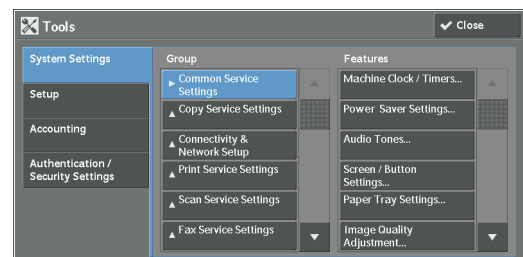 Tools
Close
System Settings
Setup
Accounting
Authentication /
Security Settings
Group
Common Service
Settings
Copy Service Settings
Connectivity &
Network Setup
Print Service Settings
Scan Service Settings
Fax Service Settings
Features
Machine Clock / Timers...
Power Saver Settings...
Audio Tones...
Screen / Button
Settings...
Paper Tray Settings...
Image Quality
Adjustment...